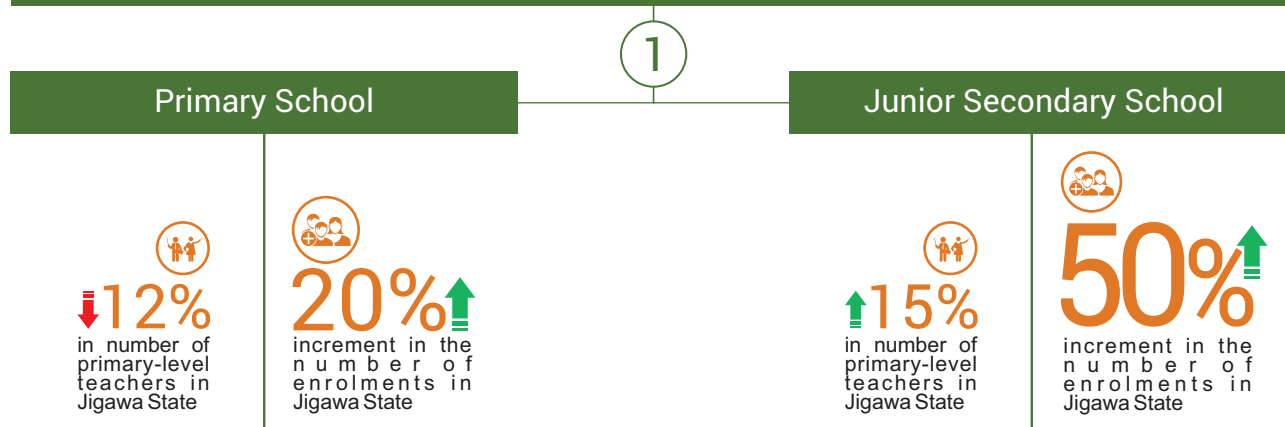 1
Primary School
12%
in number of
primary-level
teachers in
Jigawa State
20%
increment in the
number of
enrolments in
Jigawa State
Junior Secondary School
15%
in number of
primary-level
teachers in
Jigawa State
50%
increment in the
number of
enrolments in
Jigawa State